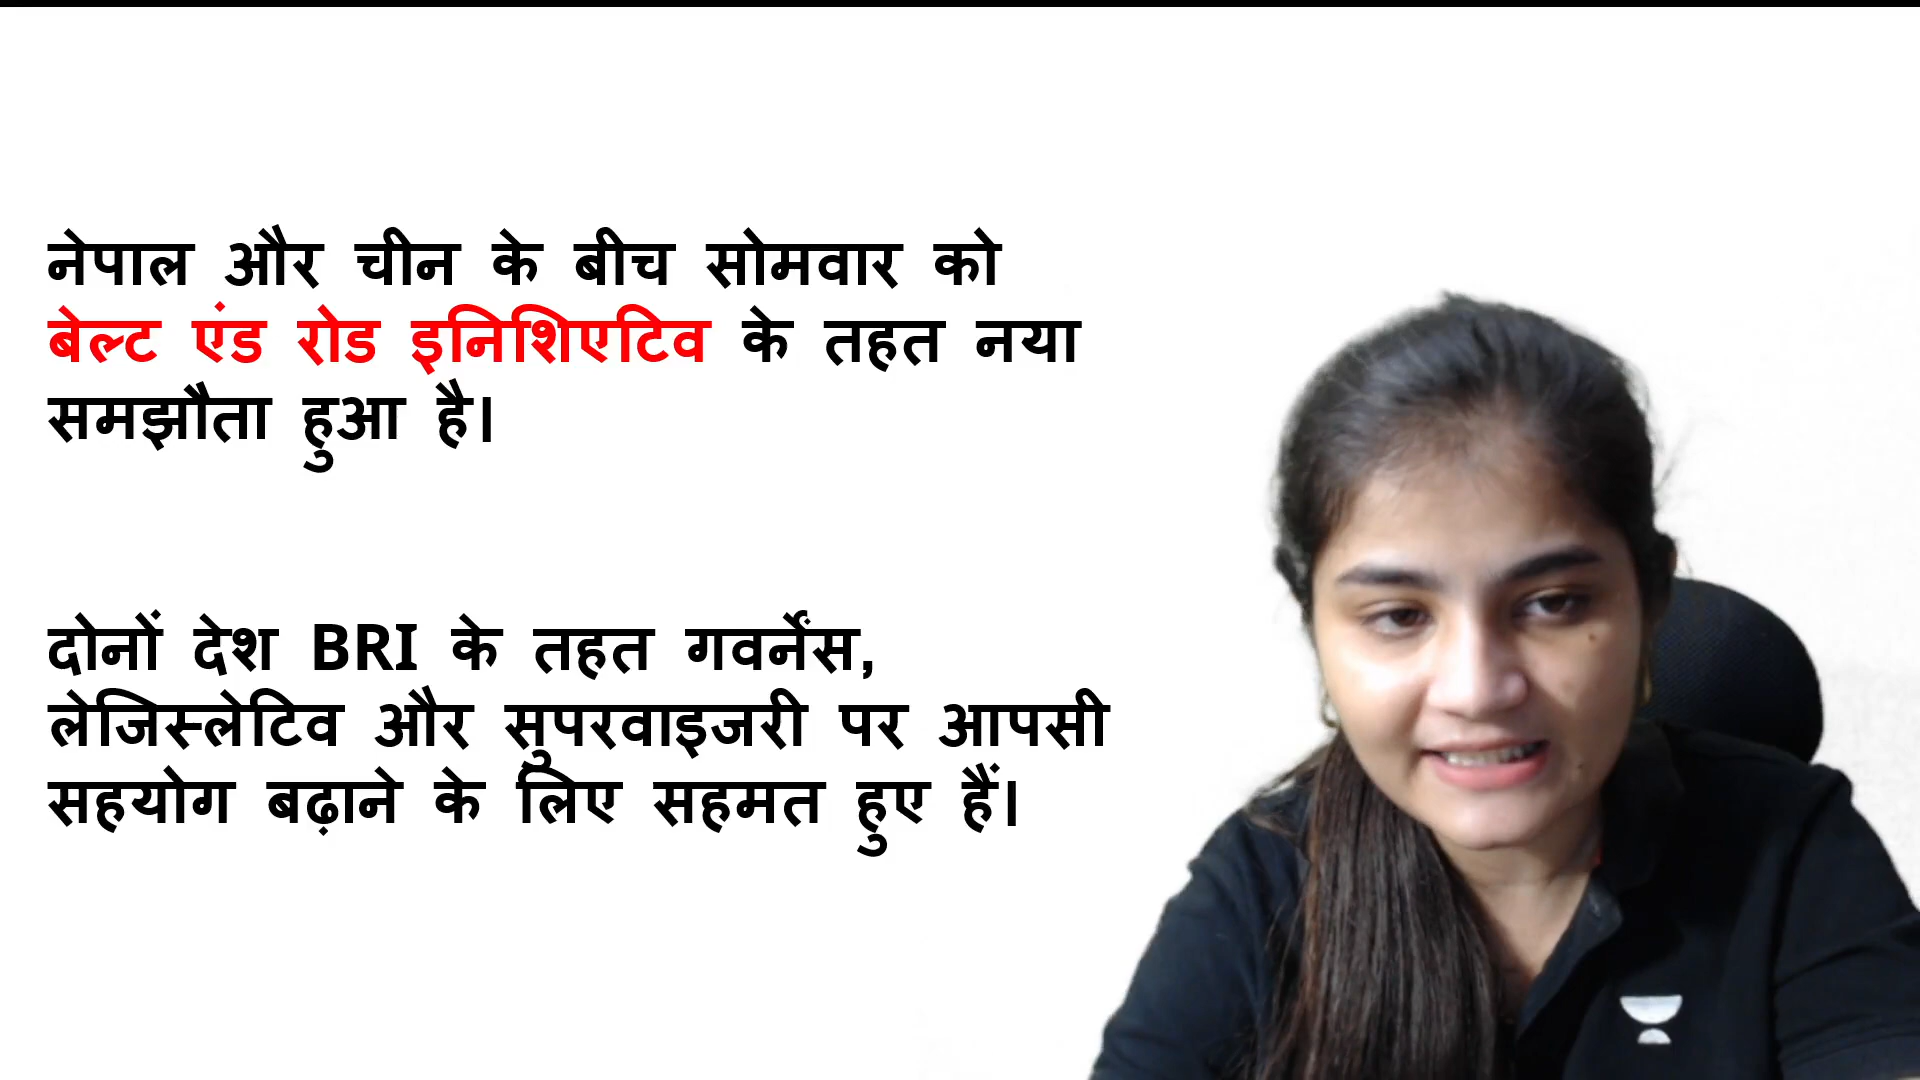 नेपाल और चीन के बीच सोमवार को
बेल्ट एंड रोड इनिशिएटिव के तहत नया
समझौता हुआ है।
दोनों देश BRI के तहत गवर्नेंस,
लेजिस्लेटिव और सुपरवाइजरी पर आपसी
सहयोग बढ़ाने के लिए सहमत हुए हैं।